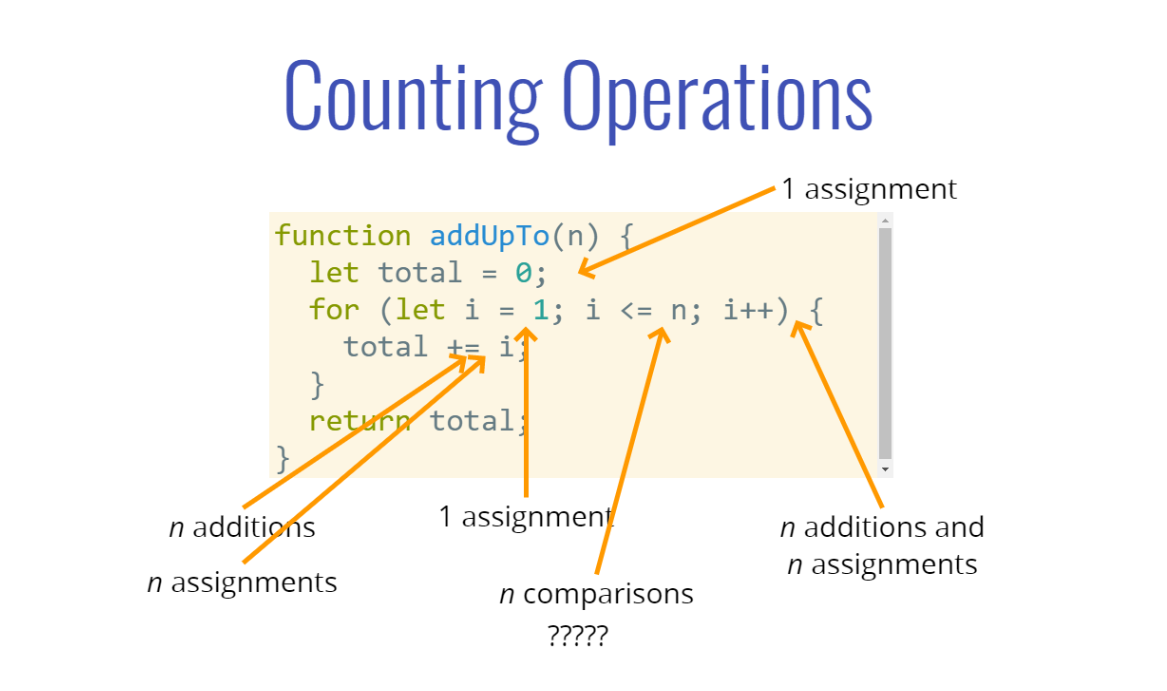 Counting Operations
1 assignment
function addUpTo(n) {
let total = 0;
for (let i = 1; i <= n; i++) {
total += i;
}
return total;
}
n additions
n assignments
1 assignment
n comparisons
?????
n additions and
n assignments